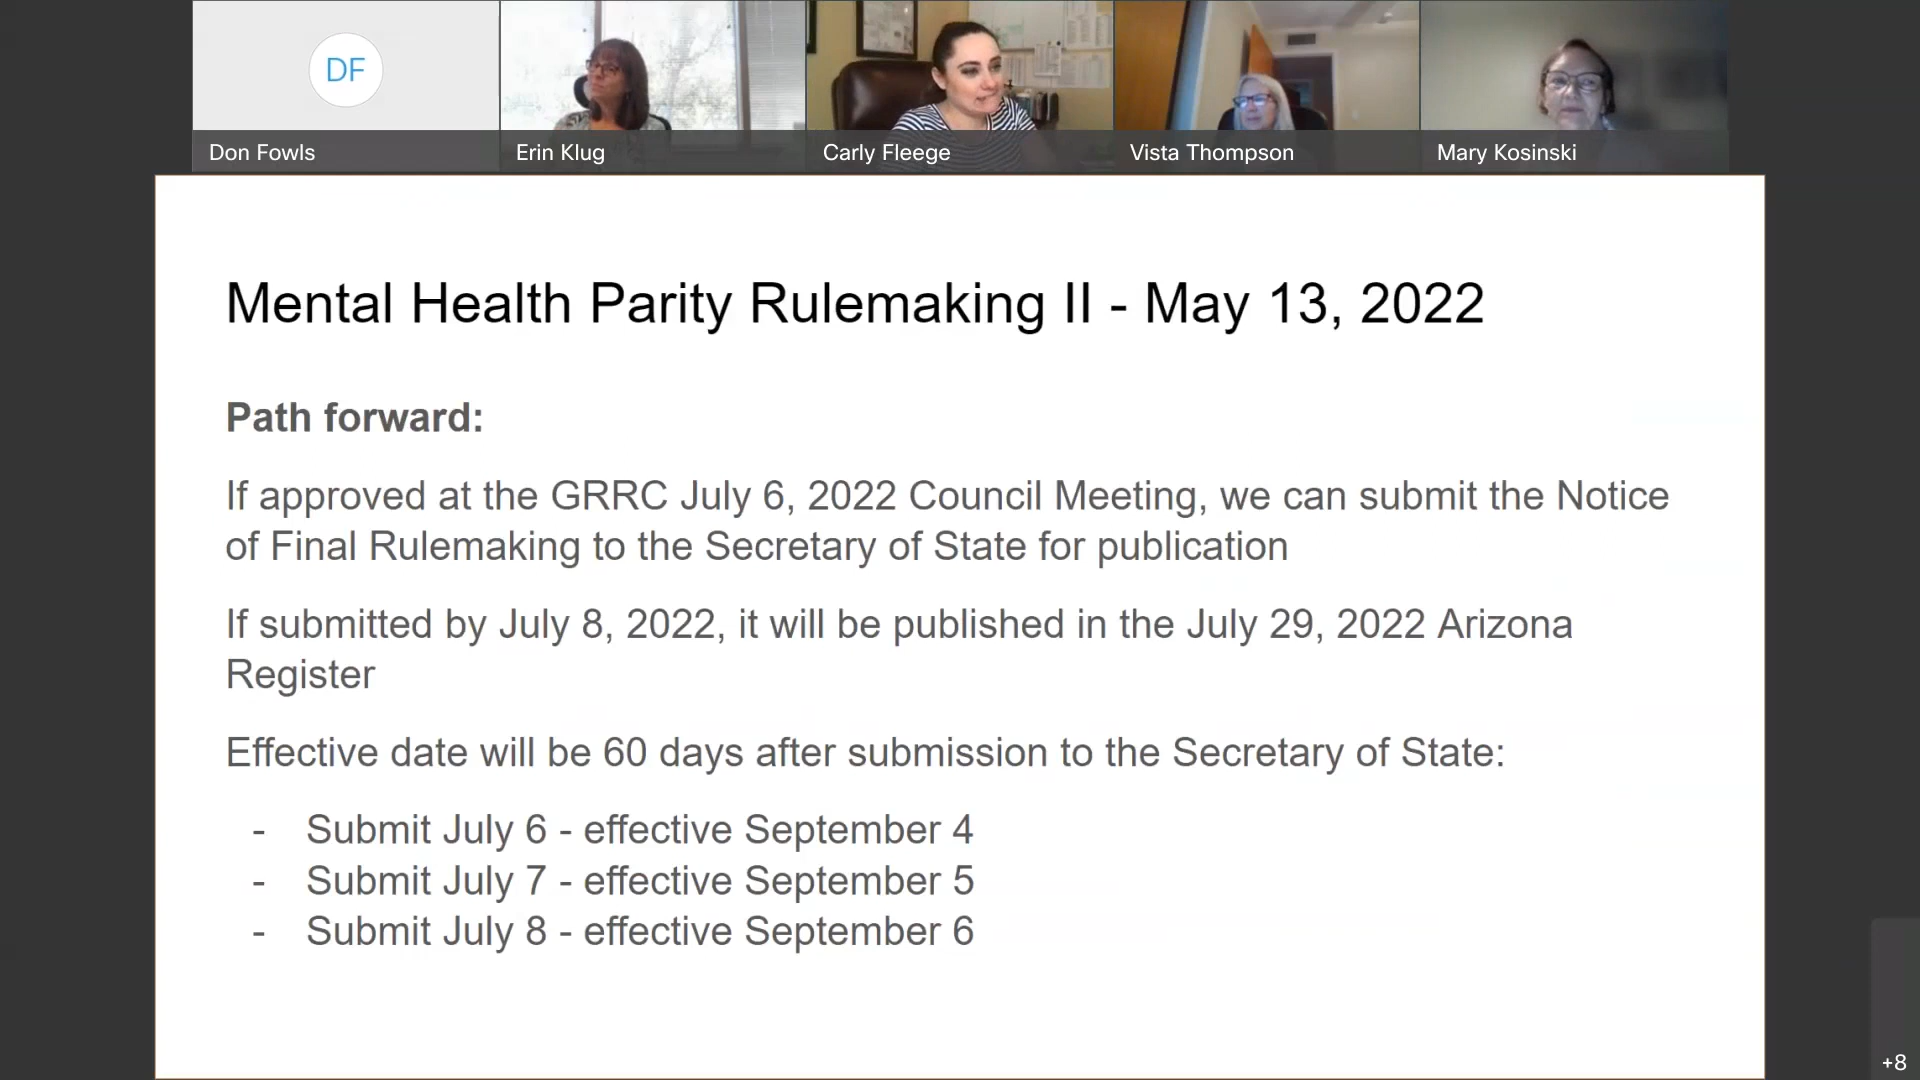 DF
Don Fowls
Erin Klug
Carly Fleege
Vista Thompson
Mary Kosinski
Mental Health Parity Rulemaking II - May 13, 2022
Path forward:
If approved at the GRRC July 6, 2022 Council Meeting, we can submit the Notice
of Final Rulemaking to the Secretary of State for publication
If submitted by July 8, 2022, it will be published in the July 29, 2022 Arizona
Register
Effective date will be 60 days after submission to the Secretary of State:
- Submit July 6 - effective September 4
- Submit July 7 - effective September 5
- Submit July 8 - effective September 6
+8